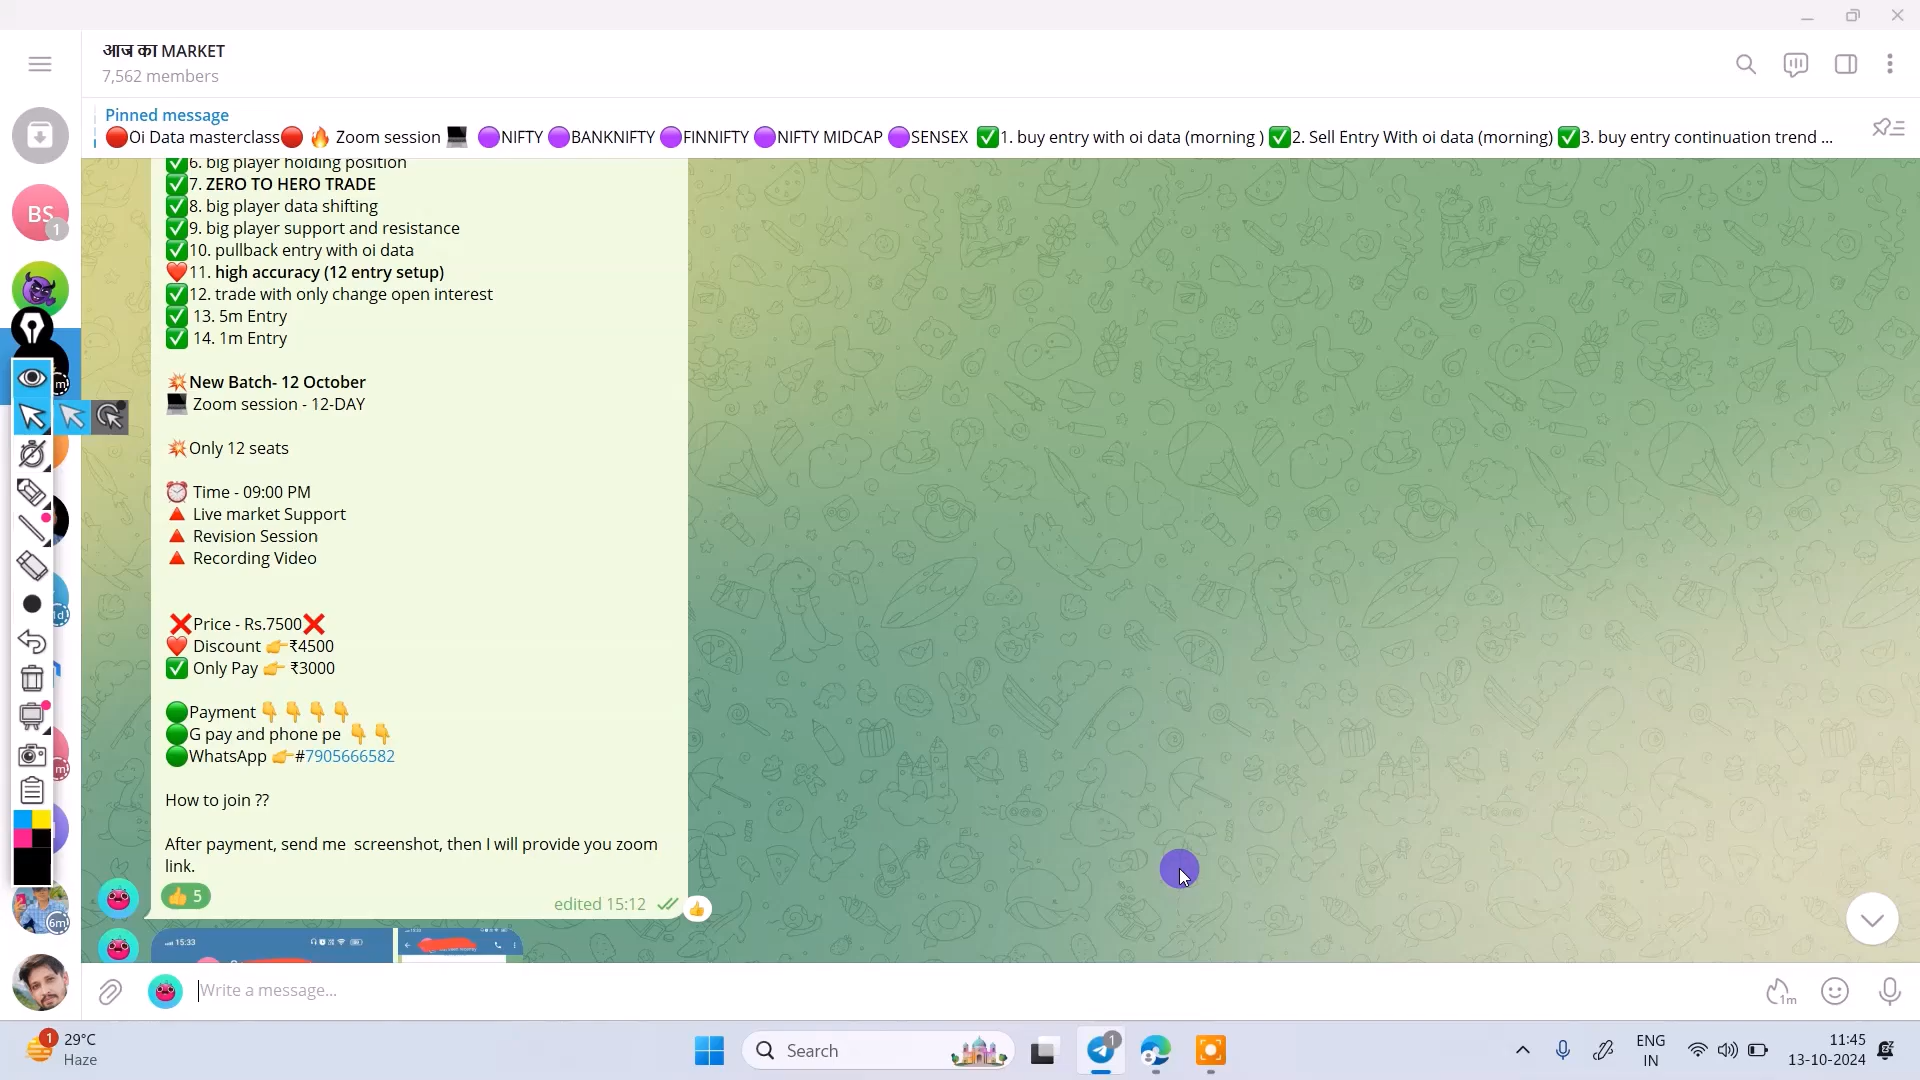 आज का MARKET
7,562 members
Pinned message
🔴Oi Data masterclass🔴 🔥 Zoom session 💻 🟣NIFTY 🟣BANKNIFTY 🟣FINNIFTY 🟣NIFTY MIDCAP 🟣SENSEX ✅1. buy entry with oi data (morning ) ✅2. Sell Entry With oi data (morning) ✅3. buy entry continuation trend ...
BS
1
✅6. big player holding position
✅7. ZERO TO HERO TRADE
✅8. big player data shifting
✅9. big player support and resistance
✅10. pullback entry with oi data
❤️11. high accuracy (12 entry setup)
✅12. trade with only change open interest
✅ 13. 5m Entry
✅ 14. 1m Entry
💥New Batch- 12 October
💻 Zoom session - 12-DAY
💥Only 12 seats
⏰ Time - 09:00 PM
🔺 Live market Support
🔺 Revision Session
🔺 Recording Video
❌Price - Rs.7500❌
❤️ Discount 👉₹4500
✅ Only Pay 👉 ₹3000
🟢Payment 👇👇👇👇
🟢G pay and phone pe 👇👇
🟢WhatsApp 👉#7905666582
How to join ??
After payment, send me screenshot, then I will provide you zoom
link.
👍 5
edited 15:12
15:33
6m
Write a message...
1m
1
29°C
Haze
Search
1
ENG
IN
11:45
13-10-2024